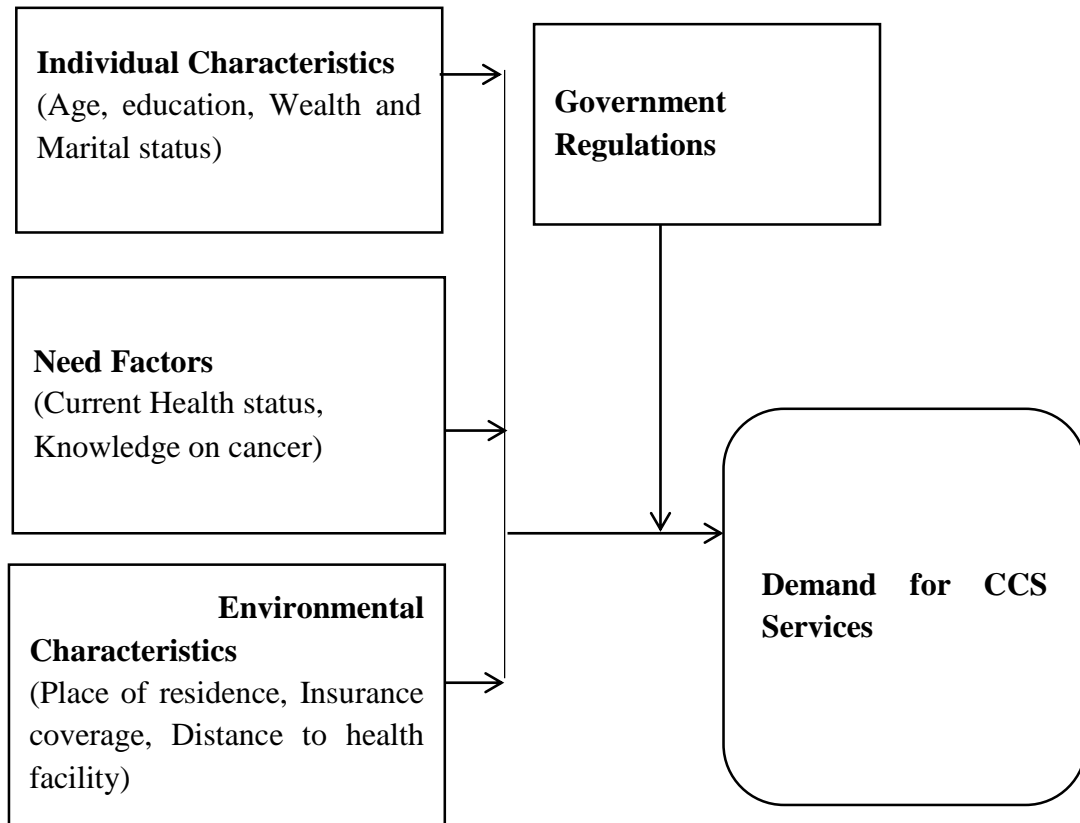 Individual Characteristics
(Age, education, Wealth and
Marital status)
Government
Regulations
Need Factors
(Current Health status,
Knowledge on cancer)
Environmental
Characteristics
(Place of residence, Insurance
coverage, Distance to health
facility)
Demand for CCS
Services